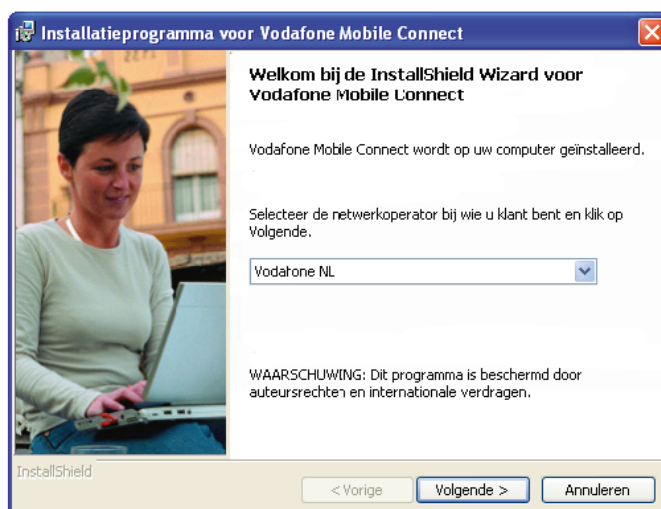 Installatieprogramma voor Vodafone Mobile Connect
Welkom bij de InstallShield Wizard voor
Vodafone Mobile Connect
Vodafone Mobile Connect wordt op uw computer geïnstalleerd.
Selecteer de netwerkoperator bij wie u klant bent en klik op
Volgende.
Vodafone NL
WAARSCHUWING: Dit programma is beschermd door
auteursrechten en internationale verdragen.
InstallShield
< Vorige
Volgende >
Annuleren